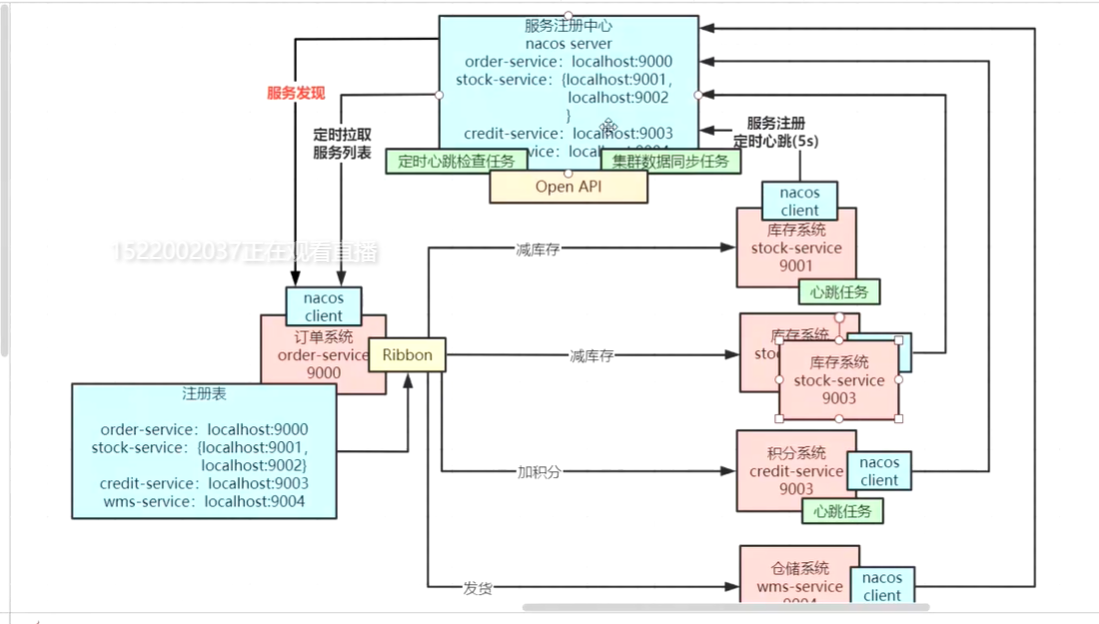 服务注册中心
nacos server
order-service：localhost:9000
stock-service：{localhost:9001，
localhost:9002
}
credit-service：localhost:9003
定时心跳检查任务
集群数据同步任务
Open API
服务发现
定时拉取
服务列表
服务注册
定时心跳(5s)
1522002037正在观看直播
nacos
client
订单系统
order-service
9000
Ribbon
注册表
order-service：localhost:9000
stock-service：{localhost:9001，
localhost:9002}
credit-service：localhost:9003
wms-service：localhost:9004
减库存
减库存
加积分
发货
nacos
client
库存系统
stock-service
9001
心跳任务
库存系统
库存系统
stock-service
9003
积分系统
credit-service
9003
nacos
client
心跳任务
仓储系统
wms-service
nacos
client